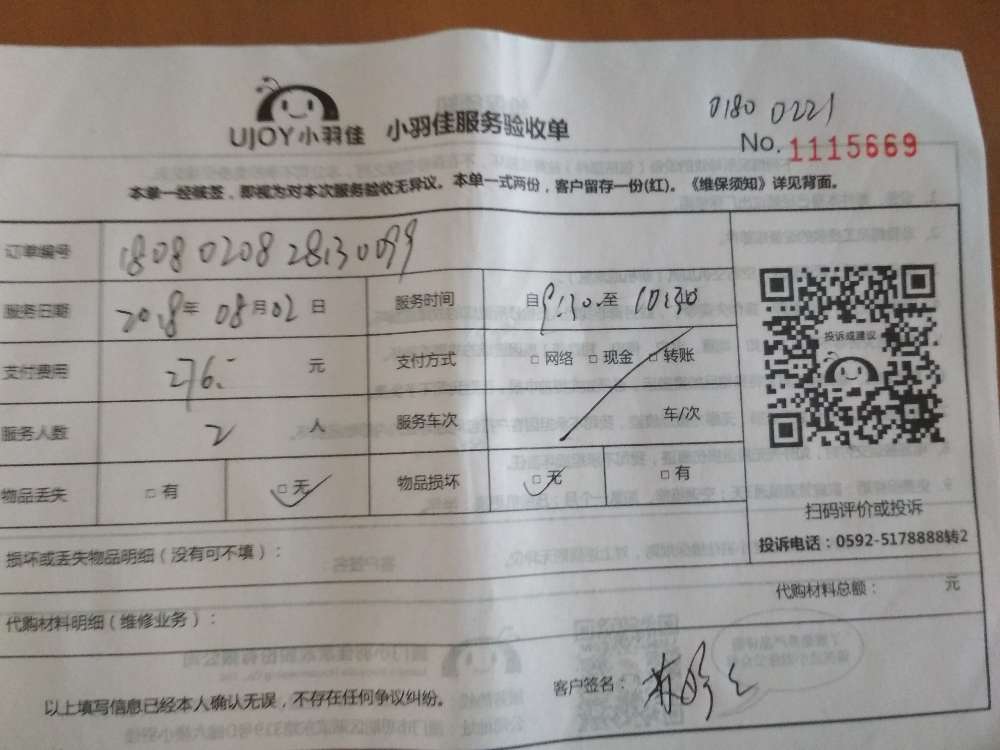 0180 0221
UJOY小羽佳 小羽佳服务验收单
No. 1115669
本单一经被签，即视为对本次服务验收无异议。本单一式两份，客户留存一份(红)。《维保须知》详见背面。
订单编号 180802082813 0099
服务日期 2018年 08月02日 服务时间 自9:30至10:30
支付费用 276.- 元 支付方式 □网络 □现金 □转账
服务人数 2 人 服务车次 车/次
物品丢失 □有 □无 物品损坏 □无 □有
投诉或建议
扫码评价或投诉
投诉电话：0592-5178888转2
损坏或丢失物品明细（没有可不填）：
代购材料总额： 元
代购材料明细（维修业务）：
以上填写信息已经本人确认无误，不存在任何争议纠纷。
客户签名：